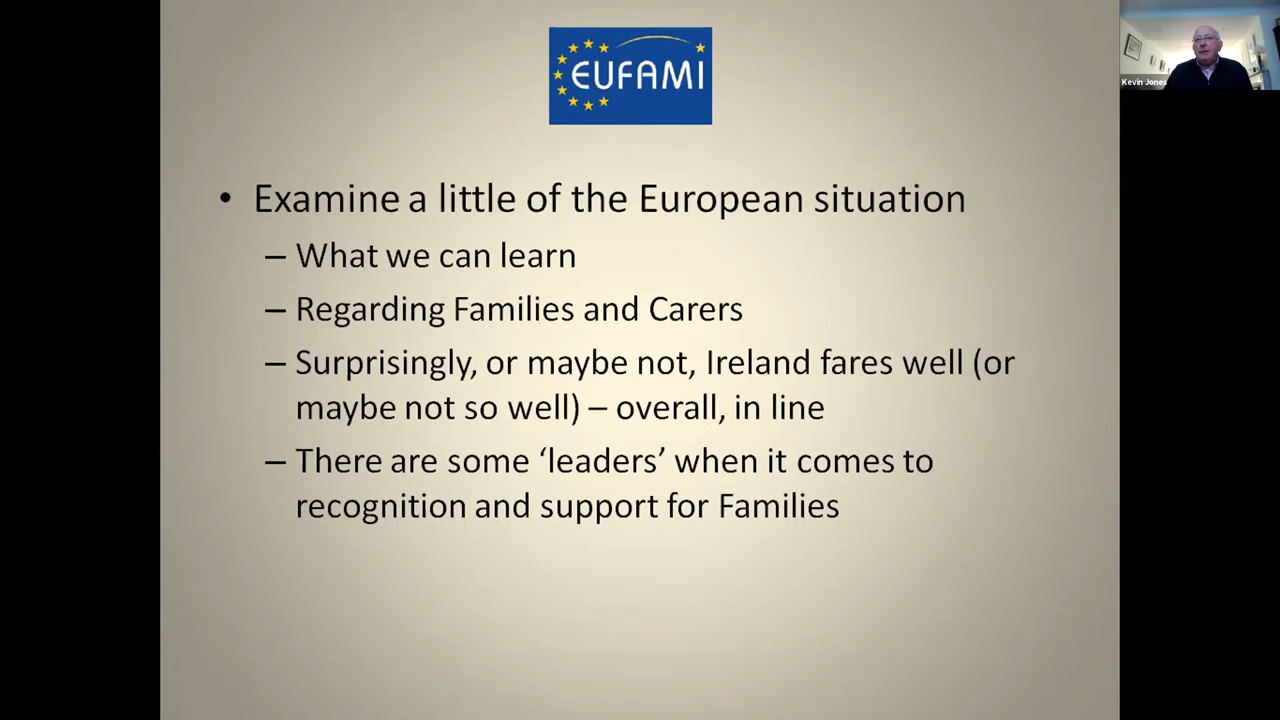 EUFAMI
Kevin Jones
• Examine a little of the European situation
– What we can learn
– Regarding Families and Carers
– Surprisingly, or maybe not, Ireland fares well (or
maybe not so well) – overall, in line
– There are some ‘leaders’ when it comes to
recognition and support for Families